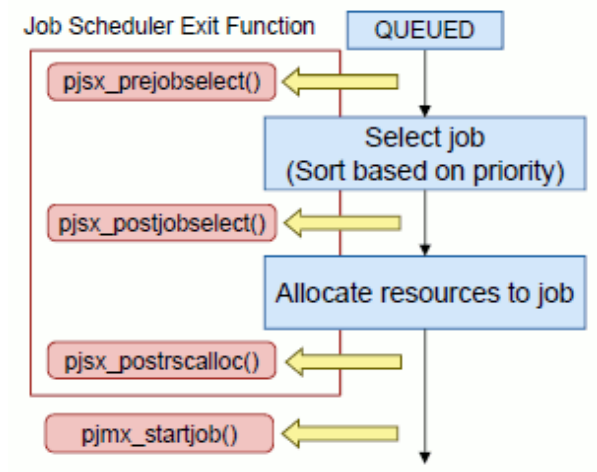 Job Scheduler Exit Function
QUEUED
pjsx_prejobselect()
Select job
(Sort based on priority)
pjsx_postjobselect()
Allocate resources to job
pjsx_postrscalloc()
pjmx_startjob()